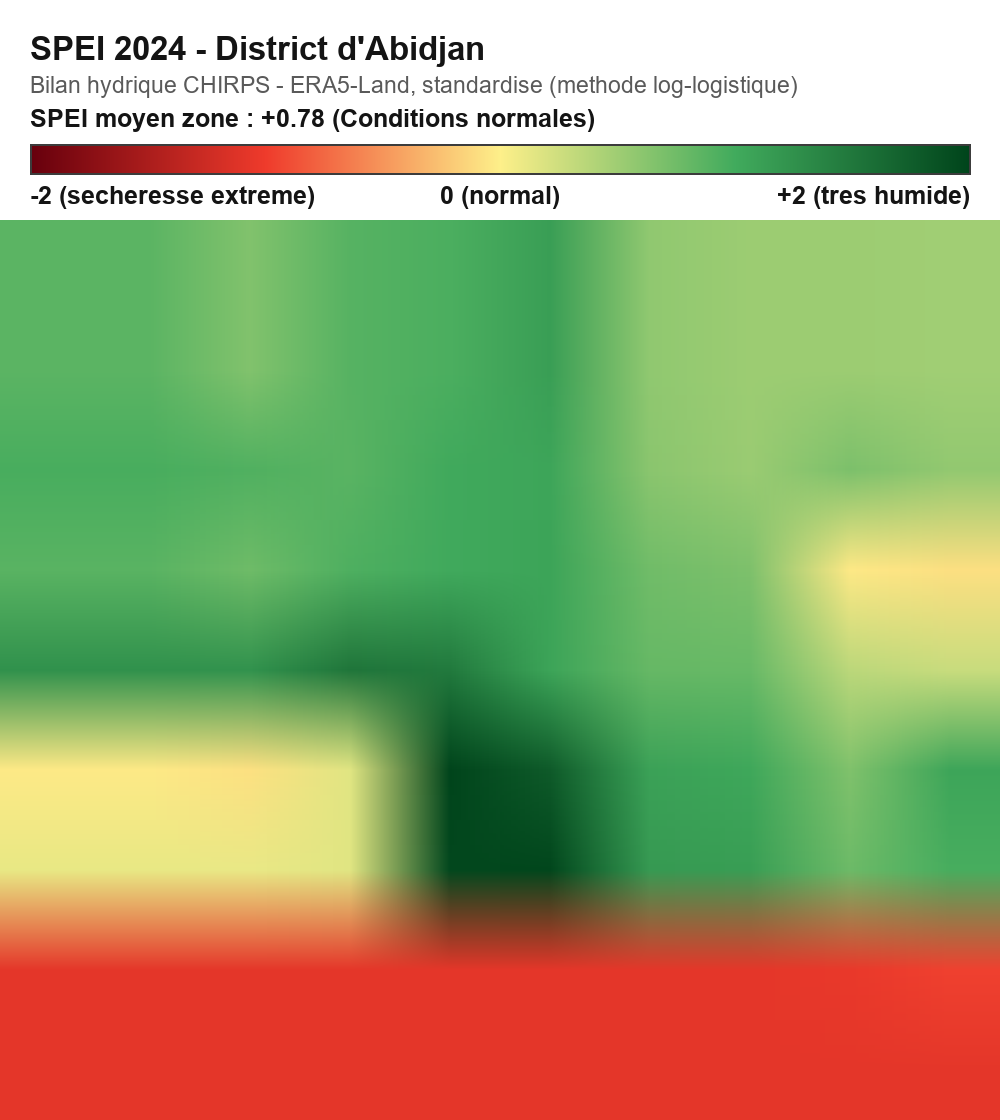 SPEI 2024 - District d'Abidjan
Bilan hydrique CHIRPS - ERA5-Land, standardise (methode log-logistique)
SPEI moyen zone : +0.78 (Conditions normales)
-2 (secheresse extreme) 0 (normal) +2 (tres humide)